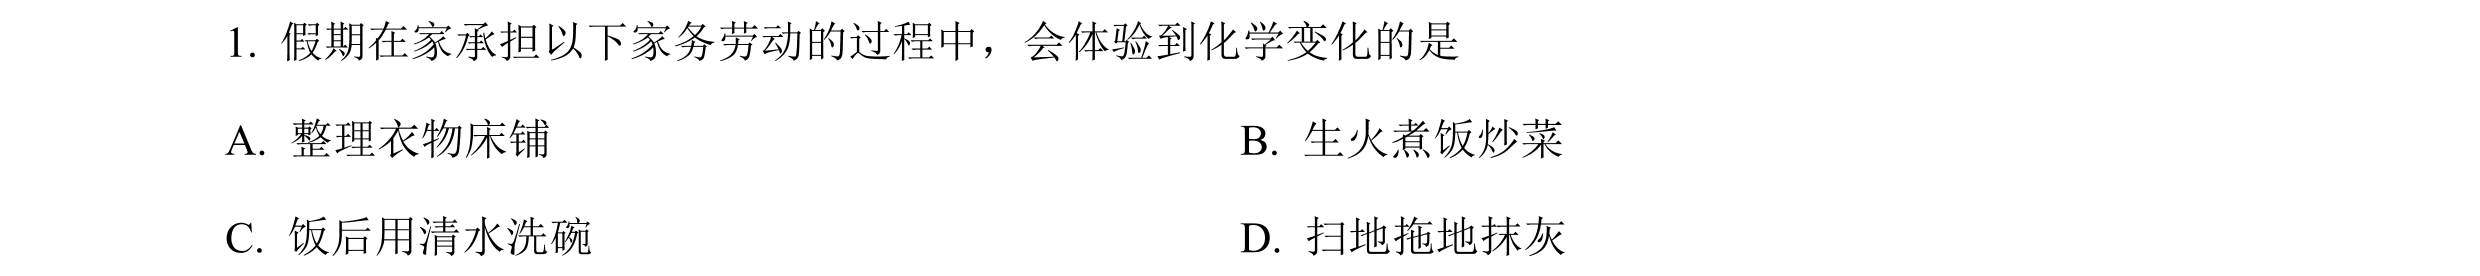 1. 假期在家承担以下家务劳动的过程中，会体验到化学变化的是
A. 整理衣物床铺 B. 生火煮饭炒菜
C. 饭后用清水洗碗 D. 扫地拖地抹灰